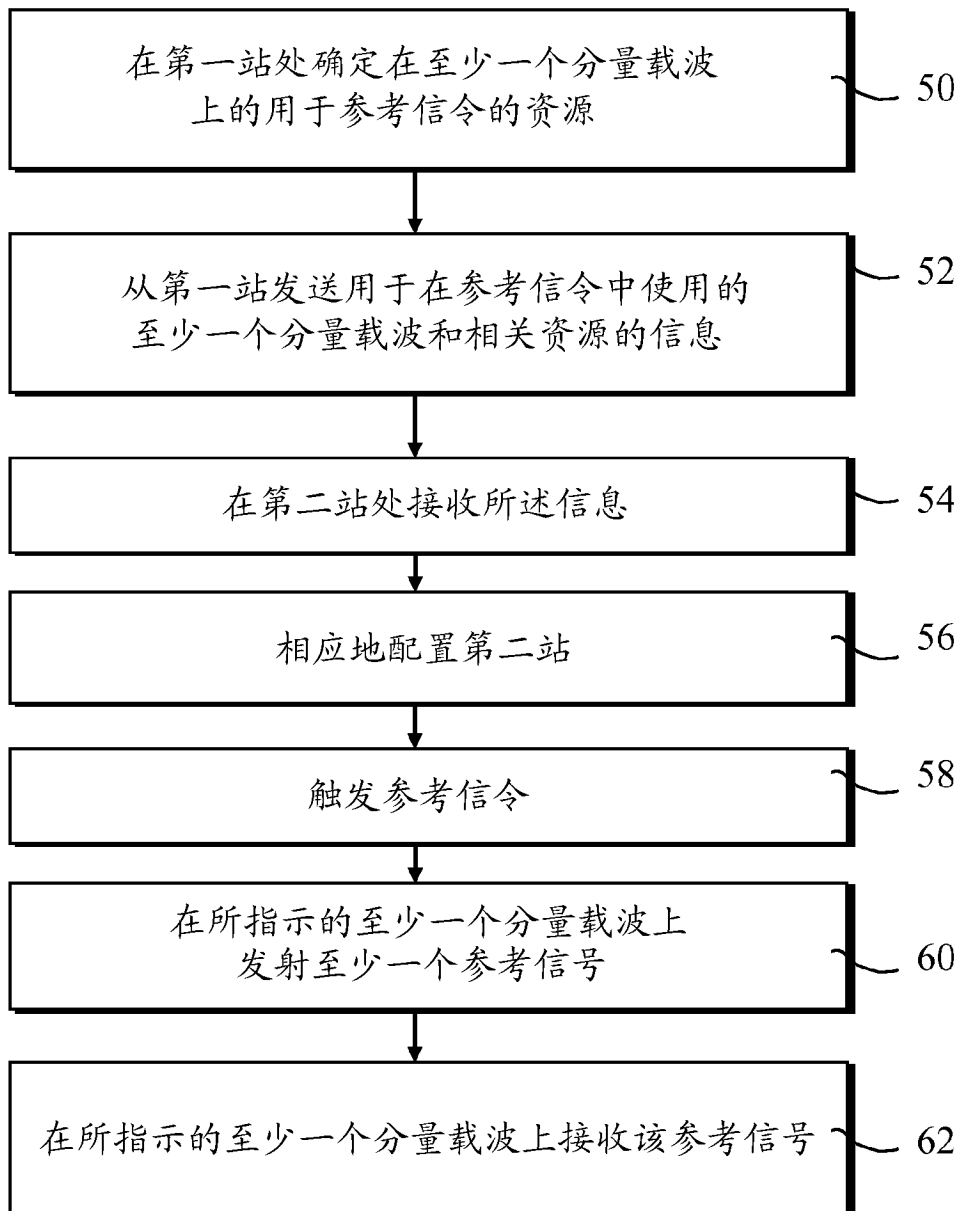 在第一站处确定在至少一个分量载波
上的用于参考信令的资源
50
从第一站发送用于在参考信令中使用的
至少一个分量载波和相关资源的信息
52
在第二站处接收所述信息
54
相应地配置第二站
56
触发参考信令
58
在所指示的至少一个分量载波上
发射至少一个参考信号
60
在所指示的至少一个分量载波上接收该参考信号
62